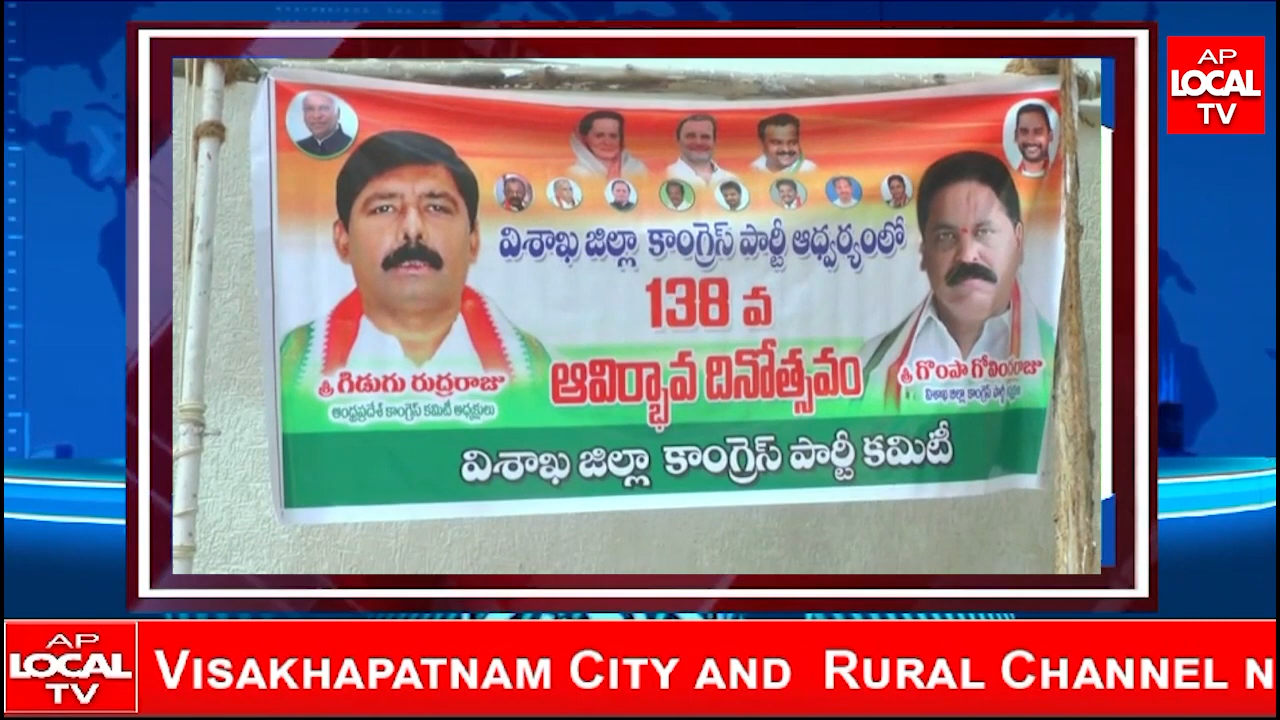 AP
LOCAL
TV
విశాఖ జిల్లా కాంగ్రెస్ పార్టీ ఆధ్వర్యంలో
138 వ
ఆవిర్భావ దినోత్సవం
శ్రీ గిడుగు రుద్రరాజు
ఆంధ్రప్రదేశ్ కాంగ్రెస్ కమిటీ అధ్యక్షులు
శ్రీ గొంపా గోవిందరాజు
విశాఖ జిల్లా కాంగ్రెస్ పార్టీ
విశాఖ జిల్లా కాంగ్రెస్ పార్టీ కమిటీ
AP
LOCAL
TV
VISAKHAPATNAM CITY AND RURAL CHANNEL N